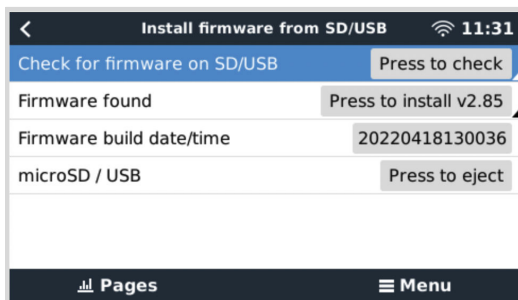 Install firmware from SD/USB 11:31
Check for firmware on SD/USB Press to check
Firmware found Press to install v2.85
Firmware build date/time 20220418130036
microSD / USB Press to eject
Pages Menu